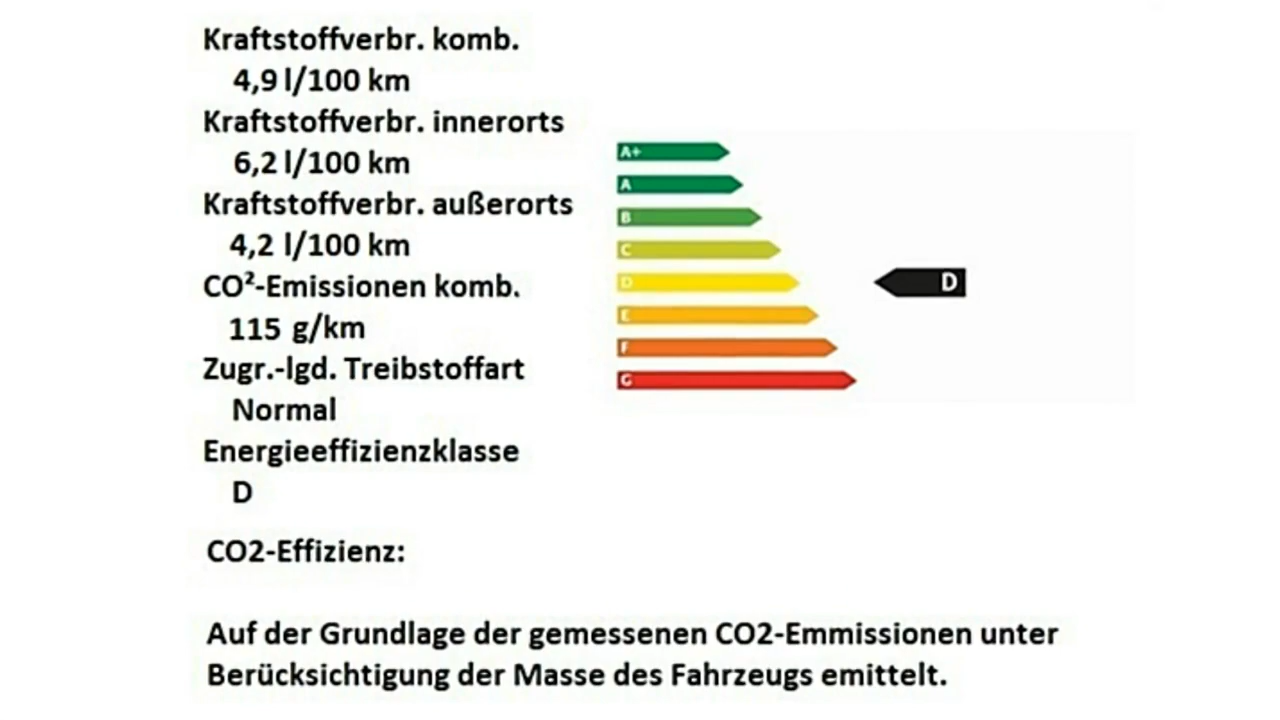 Kraftstoffverbr. komb.
4,9 l/100 km
Kraftstoffverbr. innerorts
6,2 l/100 km
Kraftstoffverbr. außerorts
4,2 l/100 km
CO²-Emissionen komb.
115 g/km
Zugr.-lgd. Treibstoffart
Normal
Energieeffizienzklasse
D
A+
A
B
C
D
D
E
F
G
CO2-Effizienz:
Auf der Grundlage der gemessenen CO2-Emmissionen unter
Berücksichtigung der Masse des Fahrzeugs emittelt.